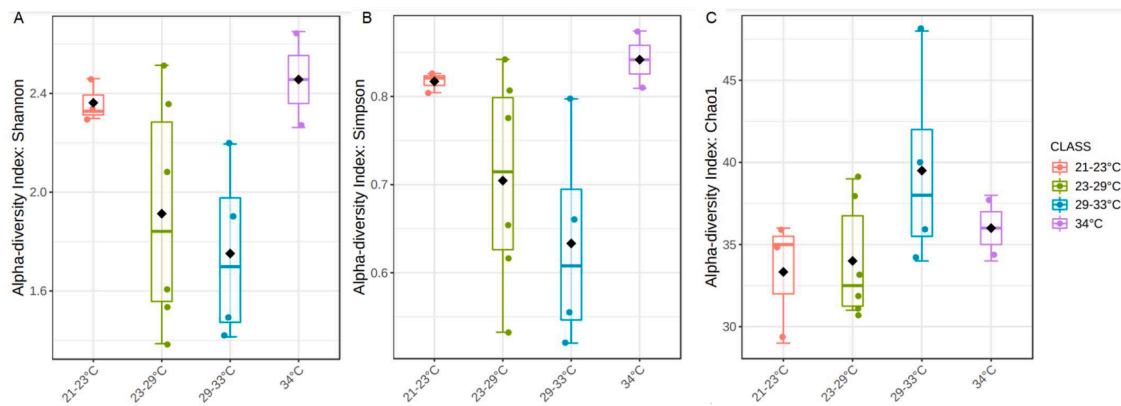 A
Alpha-diversity Index: Shannon
2.4
2.0
1.6
21-23°C
23-29°C
29-33°C
34°C
B
Alpha-diversity Index: Simpson
0.8
0.7
0.6
21-23°C
23-29°C
29-33°C
34°C
C
Alpha-diversity Index: Chao1
45
40
35
30
21-23°C
23-29°C
29-33°C
34°C
CLASS
21-23°C
23-29°C
29-33°C
34°C